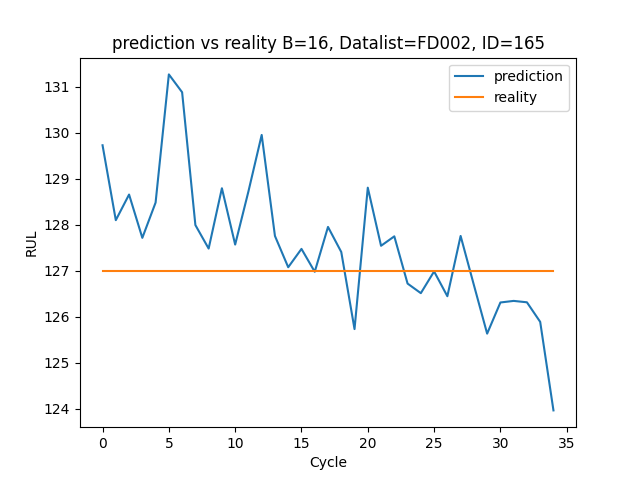 prediction vs reality B=16, Datalist=FD002, ID=165
prediction
reality
131
130
129
128
127
126
125
124
RUL
0 5 10 15 20 25 30 35
Cycle